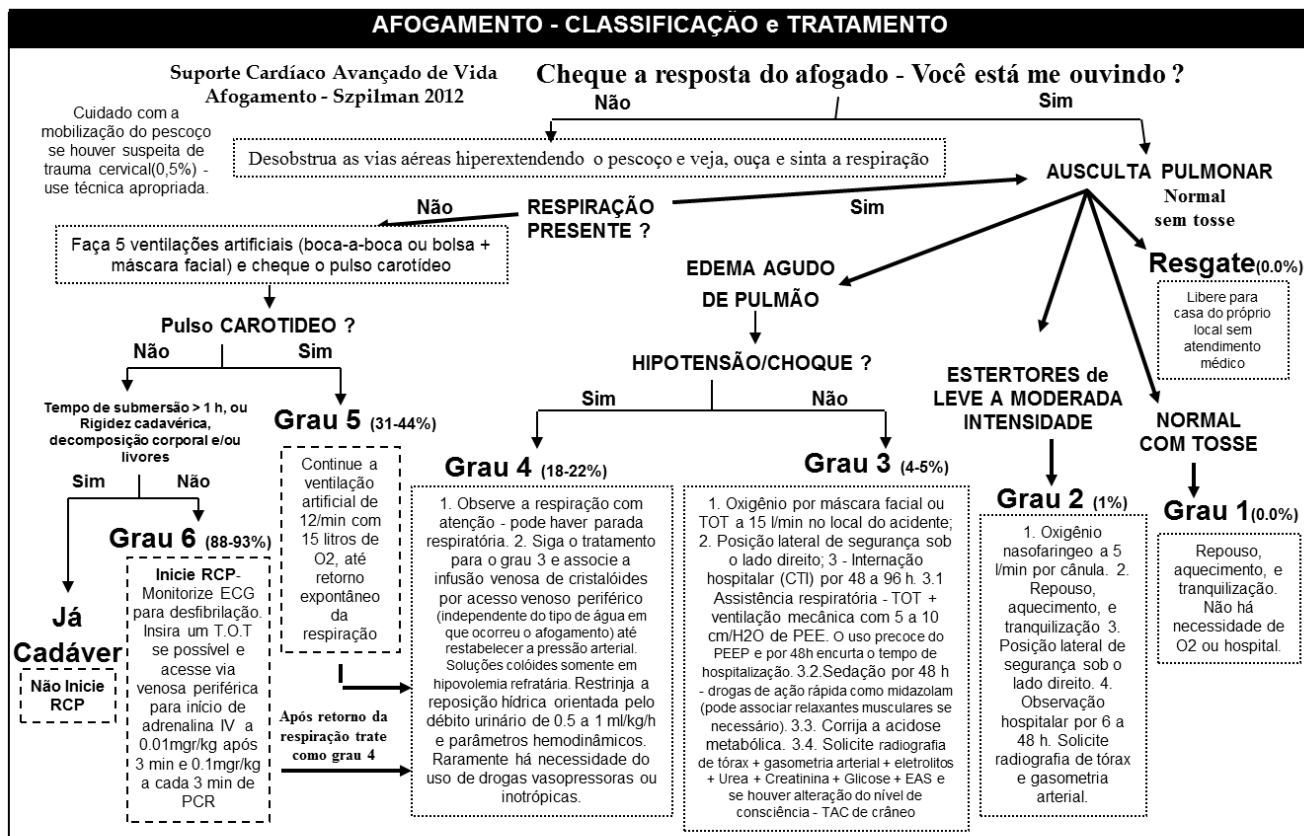 AFOGAMENTO - CLASSIFICAÇÃO e TRATAMENTO
Suporte Cardíaco Avançado de Vida
Afogamento - Szpilman 2012
Cheque a resposta do afogado - Você está me ouvindo ?
Não
Sim
Cuidado com a
mobilização do pescoço
se houver suspeita de
trauma cervical(0,5%) -
use técnica apropriada.
Desobstrua as vias aéreas hiperextendendo o pescoço e veja, ouça e sinta a respiração
AUSCULTA PULMONAR
Normal
sem tosse
Não
RESPIRAÇÃO
PRESENTE ?
Sim
Faça 5 ventilações artificiais (boca-a-boca ou bolsa +
máscara facial) e cheque o pulso carotídeo
EDEMA AGUDO
DE PULMÃO
Resgate(0.0%)
Libere para
casa do próprio
local sem
atendimento
médico
Pulso CAROTIDEO ?
Não
Sim
HIPOTENSÃO/CHOQUE ?
Sim
Não
ESTERTORES de
LEVE A MODERADA
INTENSIDADE
NORMAL
COM TOSSE
Tempo de submersão > 1 h, ou
Rigidez cadavérica,
decomposição corporal e/ou
livores
Sim
Não
Grau 5 (31-44%)
Continue a
ventilação
artificial de
12/min com
15 litros de
O2, até
retorno
expontâneo
da
respiração
Grau 4 (18-22%)
1. Observe a respiração com
atenção - pode haver parada
respiratória. 2. Siga o tratamento
para o grau 3 e associe a
infusão venosa de cristalóides
por acesso venoso periférico
(independente do tipo de água em
que ocorreu o afogamento) até
restabelecer a pressão arterial.
Soluções colóides somente em
hipovolemia refratária. Restrinja a
reposição hídrica orientada pelo
débito urinário de 0.5 a 1 ml/kg/h
e parâmetros hemodinâmicos.
Raramente há necessidade do
uso de drogas vasopressoras ou
inotrópicas.
Grau 3 (4-5%)
1. Oxigênio por máscara facial ou
TOT a 15 l/min no local do acidente;
2. Posição lateral de segurança sob
o lado direito; 3 - Internação
hospitalar (CTI) por 48 a 96 h. 3.1
Assistência respiratória - TOT +
ventilação mecânica com 5 a 10
cm/H2O de PEE. O uso precoce do
PEEP e por 48h encurta o tempo de
hospitalização. 3.2.Sedação por 48 h
- drogas de ação rápida como midazolam
(pode associar relaxantes musculares se
necessário). 3.3. Corrija a acidose
metabólica. 3.4. Solicite radiografia
de tórax + gasometria arterial + eletrolitos
+ Urea + Creatinina + Glicose + EAS e
se houver alteração do nível de
consciência - TAC de crâneo
Grau 2 (1%)
1. Oxigênio
nasofaringeo a 5
l/min por cânula. 2.
Repouso,
aquecimento, e
tranquilização 3.
Posição lateral de
segurança sob o
lado direito. 4.
Observação
hospitalar por 6 a
48 h. Solicite
radiografia de tórax
e gasometria
arterial.
Grau 1(0.0%)
Repouso,
aquecimento, e
tranquilização.
Não há
necessidade de
O2 ou hospital.
Grau 6 (88-93%)
Inicie RCP-
Monitorize ECG
para desfibrilação.
Insira um T.O.T
se possível e
acesse via
venosa periférica
para início de
adrenalina IV a
0.01mgr/kg após
3 min e 0.1mgr/kg
a cada 3 min de
PCR
Já
Cadáver
Não Inicie
RCP
Após retorno da
respiração trate
como grau 4